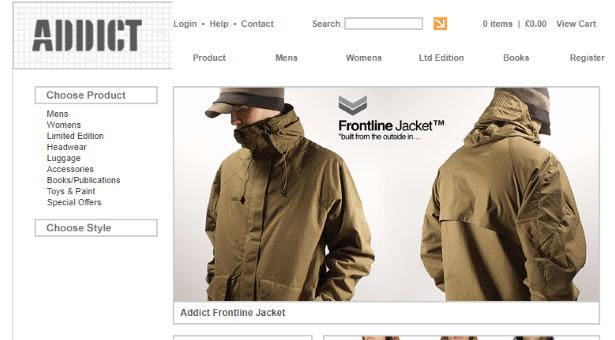 ADDICT
Login • Help • Contact
Search
0 items | £0.00 View Cart
Product Mens Womens Ltd Edition Books Register
Choose Product
Mens
Womens
Limited Edition
Headwear
Luggage
Accessories
Books/Publications
Toys & Paint
Special Offers
Choose Style
Frontline Jacket™
"built from the outside in...
Addict Frontline Jacket